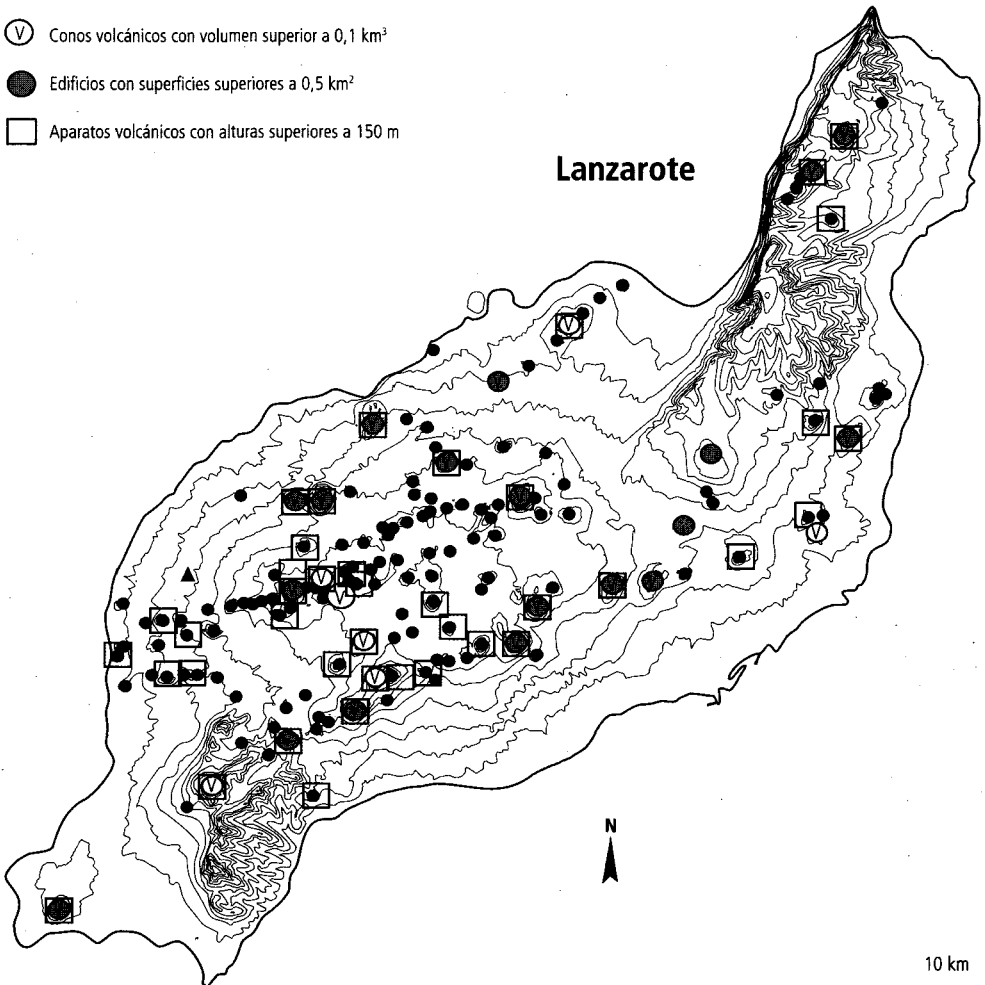 V Conos volcánicos con volumen superior a 0,1 km³
Edificios con superficies superiores a 0,5 km²
Aparatos volcánicos con alturas superiores a 150 m
Lanzarote
V
V
V
V
V
V
V
N
10 km